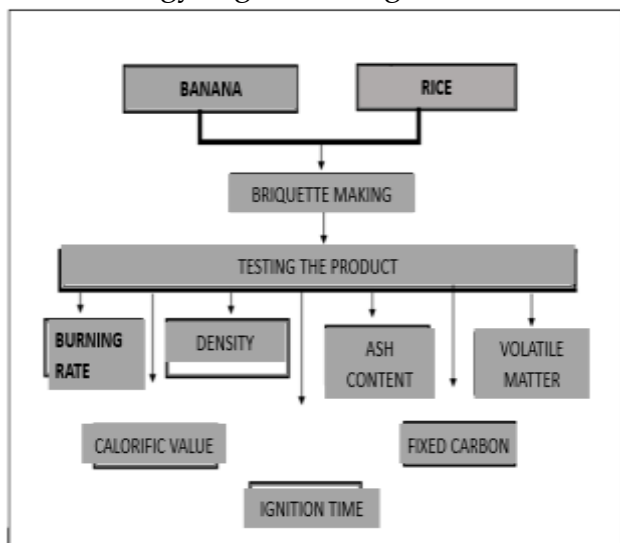 BANANA
RICE
BRIQUETTE MAKING
TESTING THE PRODUCT
BURNING
RATE
DENSITY
ASH
CONTENT
VOLATILE
MATTER
CALORIFIC VALUE
FIXED CARBON
IGNITION TIME